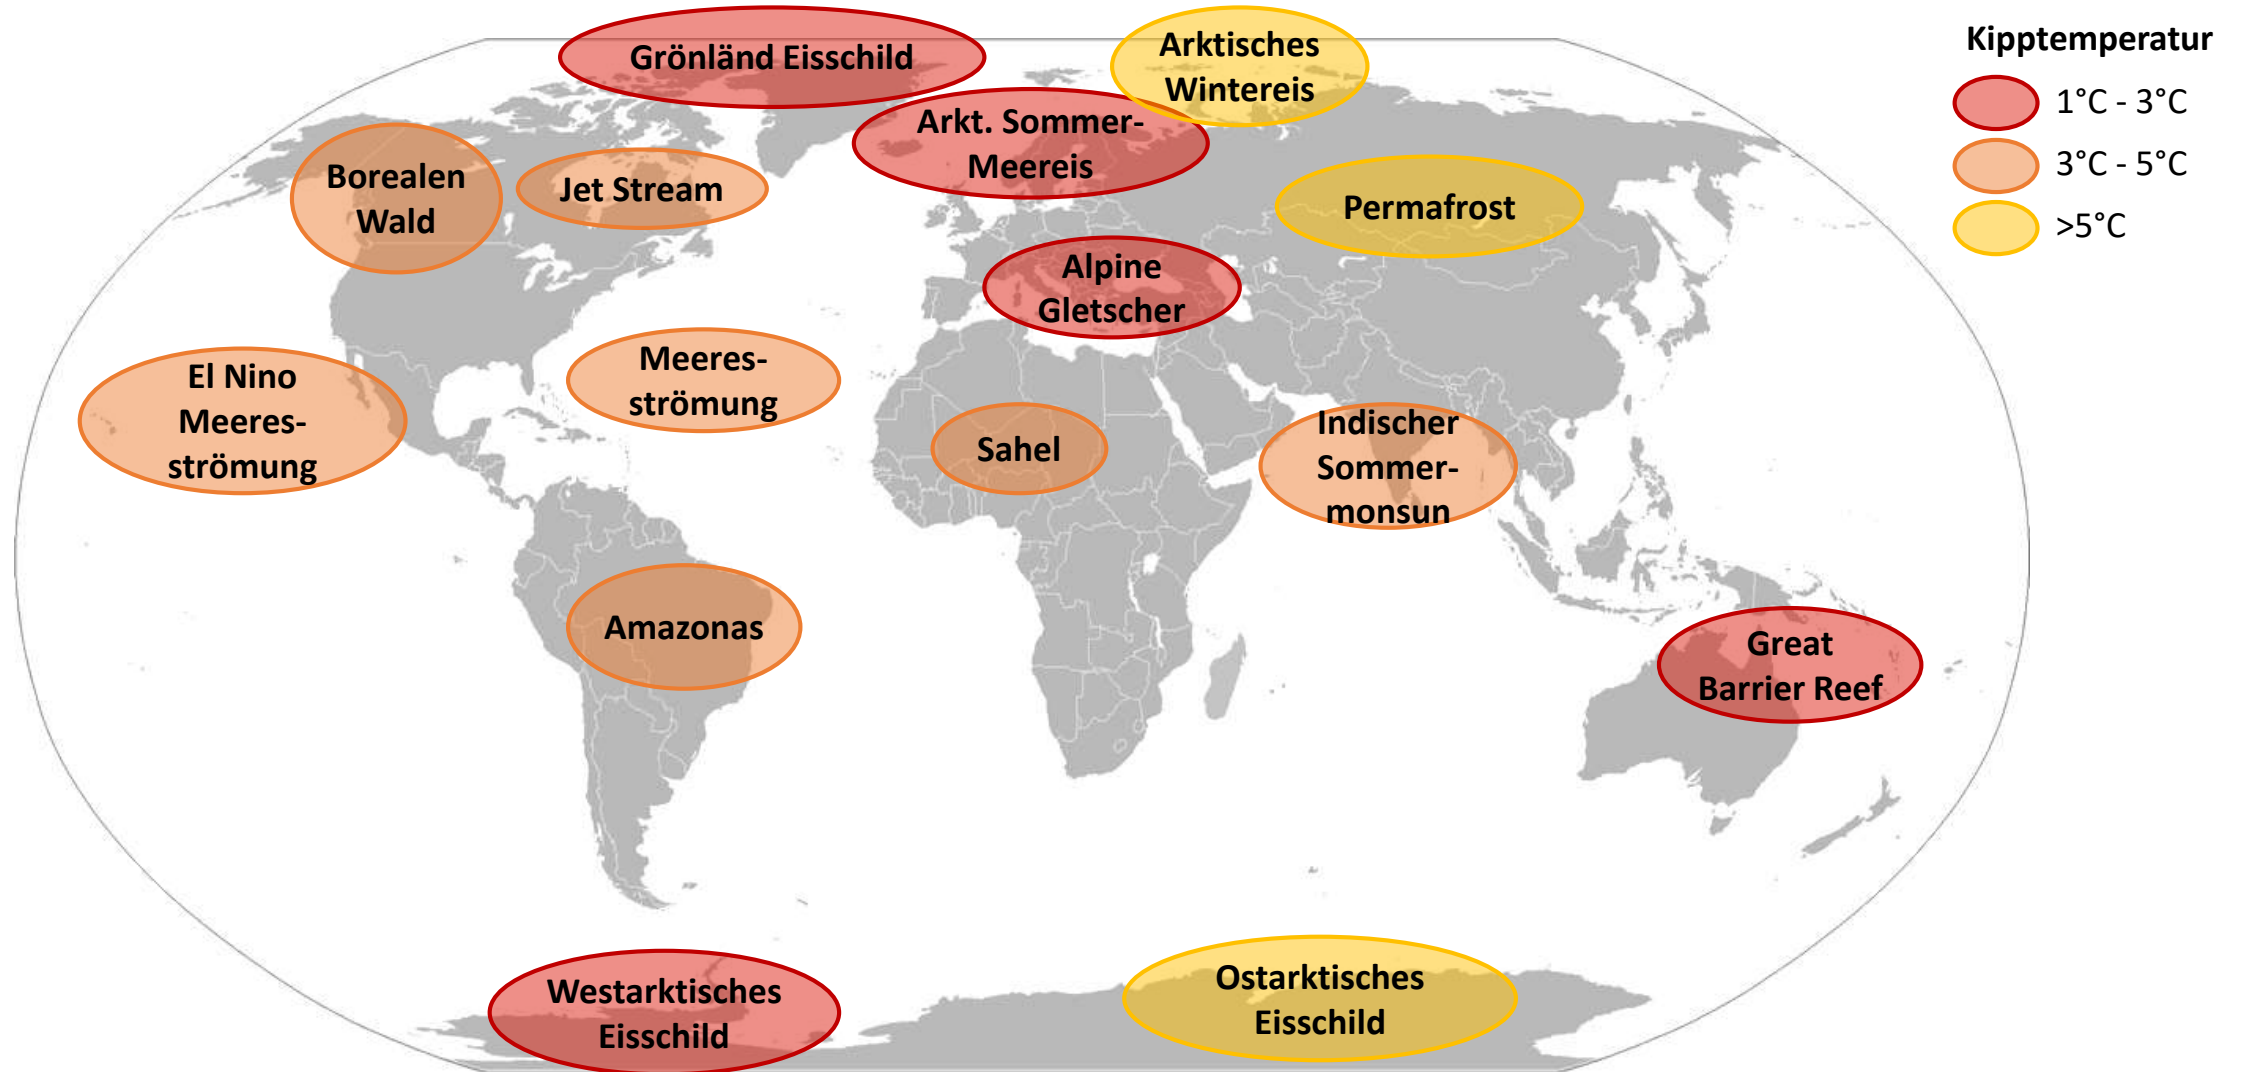 Grönländ Eisschild
Arktisches
Wintereis
Kipptemperatur
1°C - 3°C
3°C - 5°C
>5°C
Arkt. Sommer-
Meereis
Borealen
Wald
Jet Stream
Permafrost
Alpine
Gletscher
El Nino
Meeres-
strömung
Meeres-
strömung
Sahel
Indischer
Sommer-
monsun
Amazonas
Great
Barrier Reef
Westarktisches
Eisschild
Ostarktisches
Eisschild